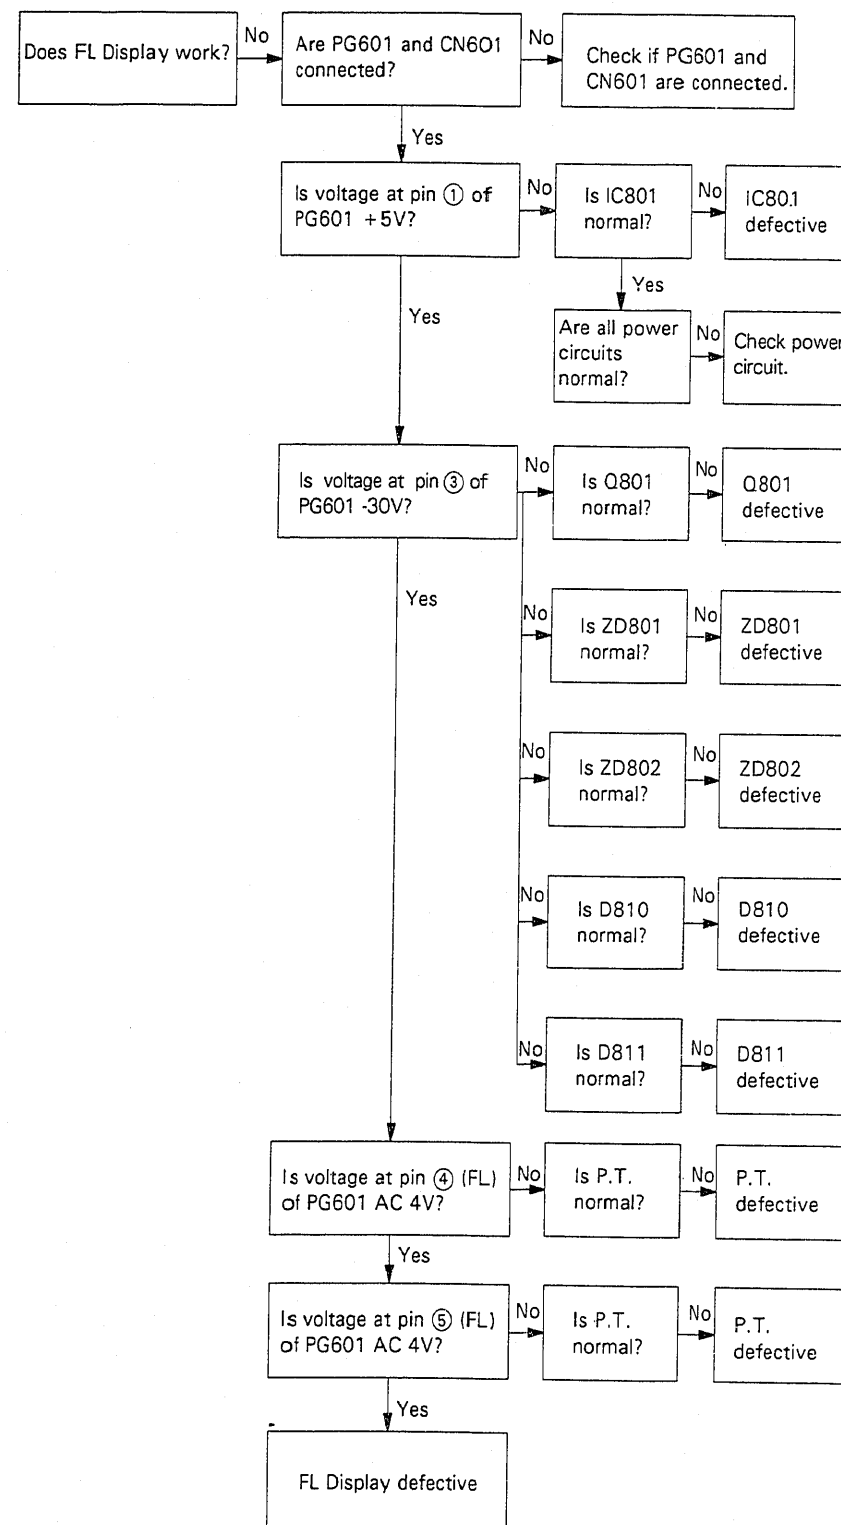 Does FL Display work?
No
Are PG601 and CN601
connected?
No
Check if PG601 and
CN601 are connected.
Yes
Is voltage at pin ① of
PG601 +5V?
No
Is IC801
normal?
No
IC80.1
defective
Yes
Yes
Are all power
circuits
normal?
No
Check power
circuit.
Is voltage at pin ③ of
PG601 -30V?
No
Is Q801
normal?
No
Q801
defective
Yes
No
Is ZD801
normal?
No
ZD801
defective
No
Is ZD802
normal?
No
ZD802
defective
No
Is D810
normal?
No
D810
defective
No
Is D811
normal?
No
D811
defective
Is voltage at pin ④ (FL)
of PG601 AC 4V?
No
Is P.T.
normal?
No
P.T.
defective
Yes
Is voltage at pin ⑤ (FL)
of PG601 AC 4V?
No
Is P.T.
normal?
No
P.T.
defective
Yes
FL Display defective